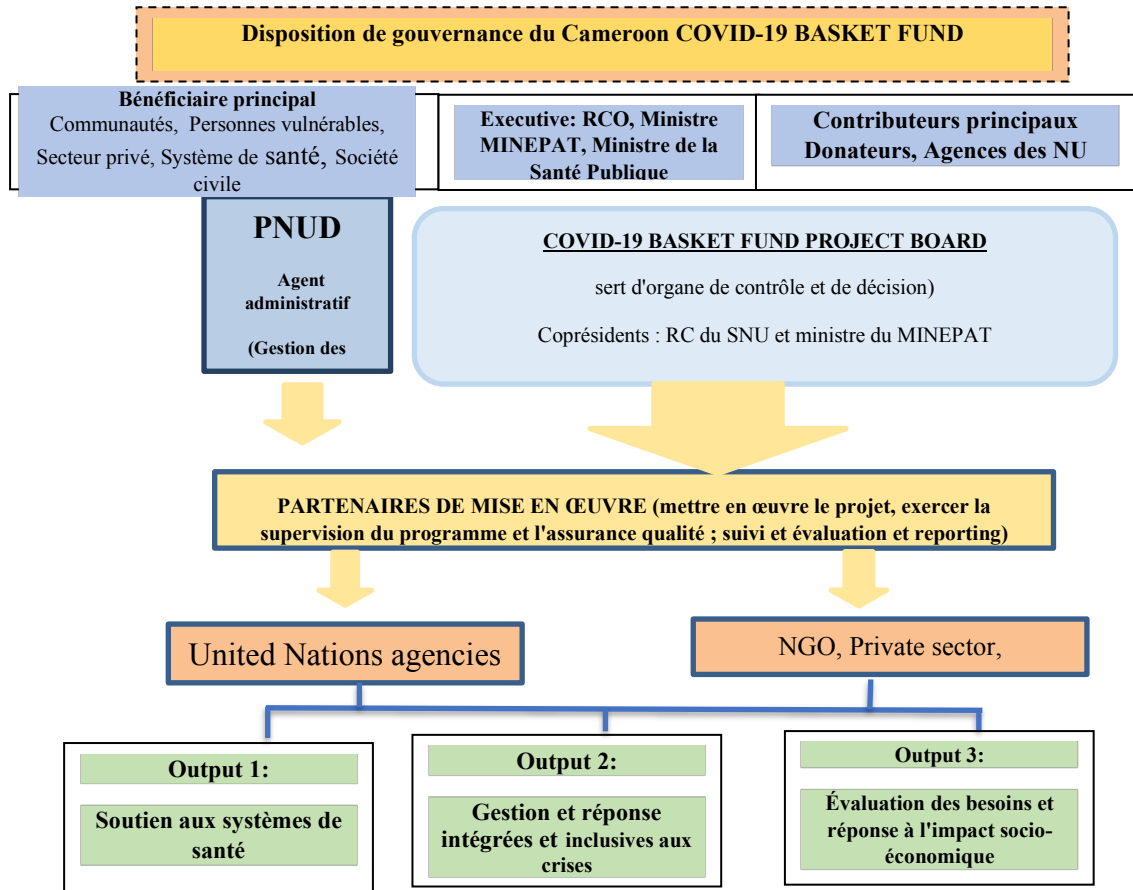 Disposition de gouvernance du Cameroon COVID-19 BASKET FUND
Bénéficiaire principal
Communautés, Personnes vulnérables,
Secteur privé, Système de santé, Société
civile
Executive: RCO, Ministre
MINEPAT, Ministre de la
Santé Publique
Contributeurs principaux
Donateurs, Agences des NU
PNUD
Agent
administratif
(Gestion des
COVID-19 BASKET FUND PROJECT BOARD
sert d'organe de contrôle et de décision)
Coprésidents : RC du SNU et ministre du MINEPAT
PARTENAIRES DE MISE EN ŒUVRE (mettre en œuvre le projet, exercer la
supervision du programme et l'assurance qualité ; suivi et évaluation et reporting)
United Nations agencies
NGO, Private sector,
Output 1:
Soutien aux systèmes de
santé
Output 2:
Gestion et réponse
intégrées et inclusives aux
crises
Output 3:
Évaluation des besoins et
réponse à l'impact socio-
économique